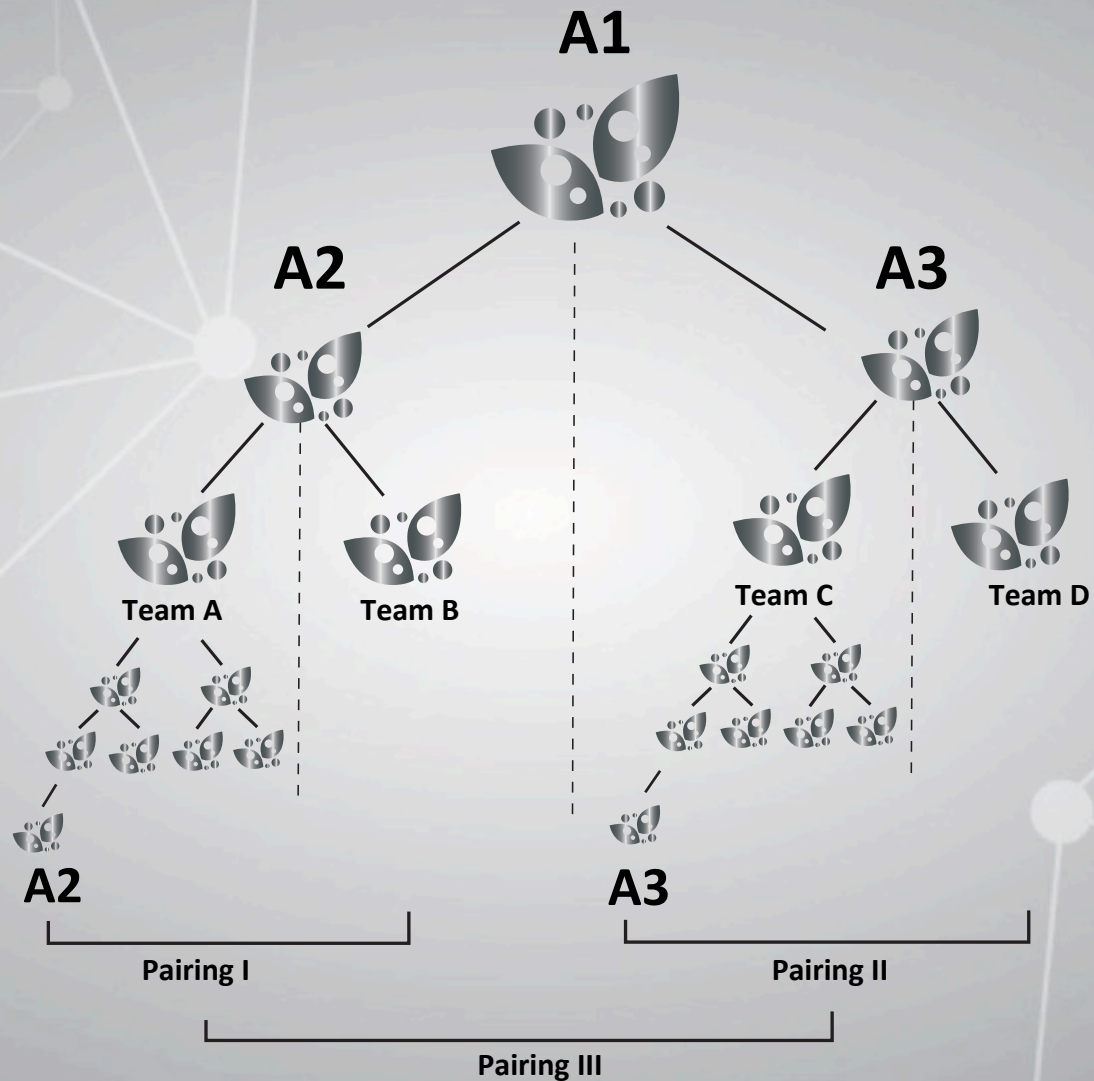 A1
A2
A3
Team A
Team B
Team C
Team D
A2
A3
Pairing I
Pairing II
Pairing III